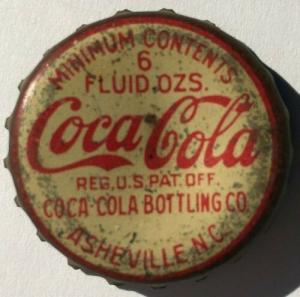 MINIMUM CONTENTS
6
FLUID.OZS.
Coca-Cola
REG.U.S.PAT.OFF
COCA-COLA BOTTLING CO.
ASHEVILLE N.C.